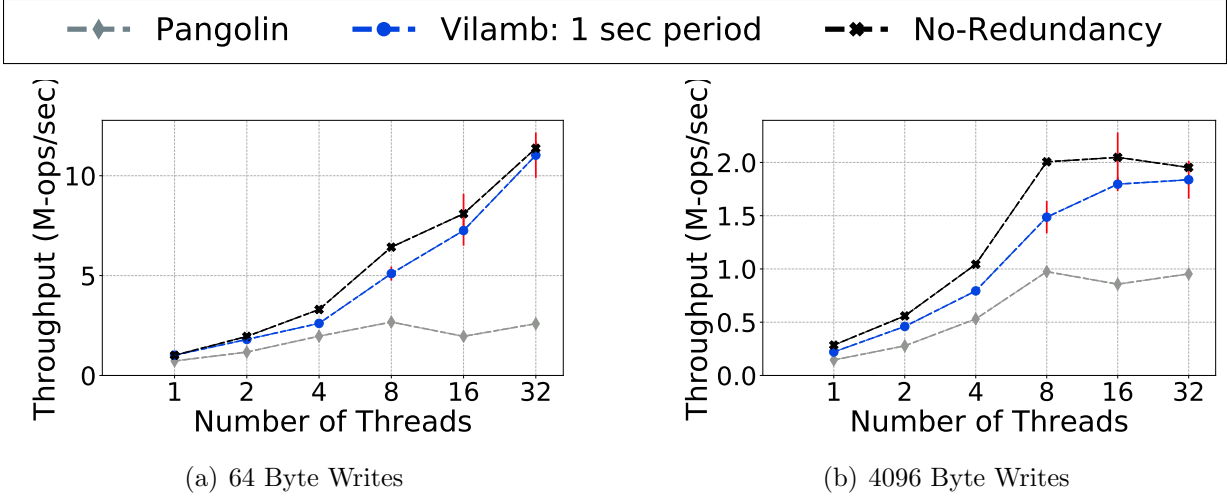 Pangolin Vilamb: 1 sec period No-Redundancy
Throughput (M-ops/sec)
10
5
0
1 2 4 8 16 32
Number of Threads
(a) 64 Byte Writes
Throughput (M-ops/sec)
2.0
1.5
1.0
0.5
0.0
1 2 4 8 16 32
Number of Threads
(b) 4096 Byte Writes